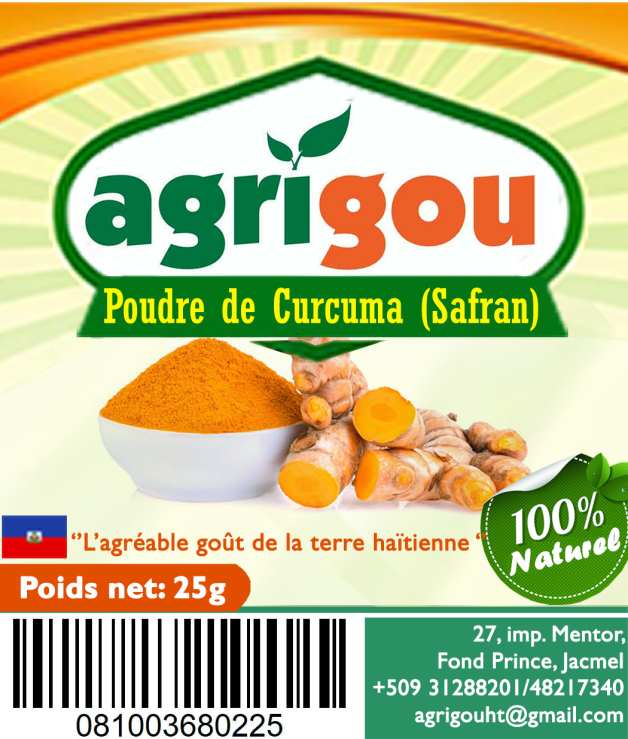 agrigou
Poudre de Curcuma (Safran)
100%
Naturel
‘’L’agréable goût de la terre haïtienne ‘’
Poids net: 25g
081003680225
27, imp. Mentor,
Fond Prince, Jacmel
+509 31288201/48217340
agrigouht@gmail.com